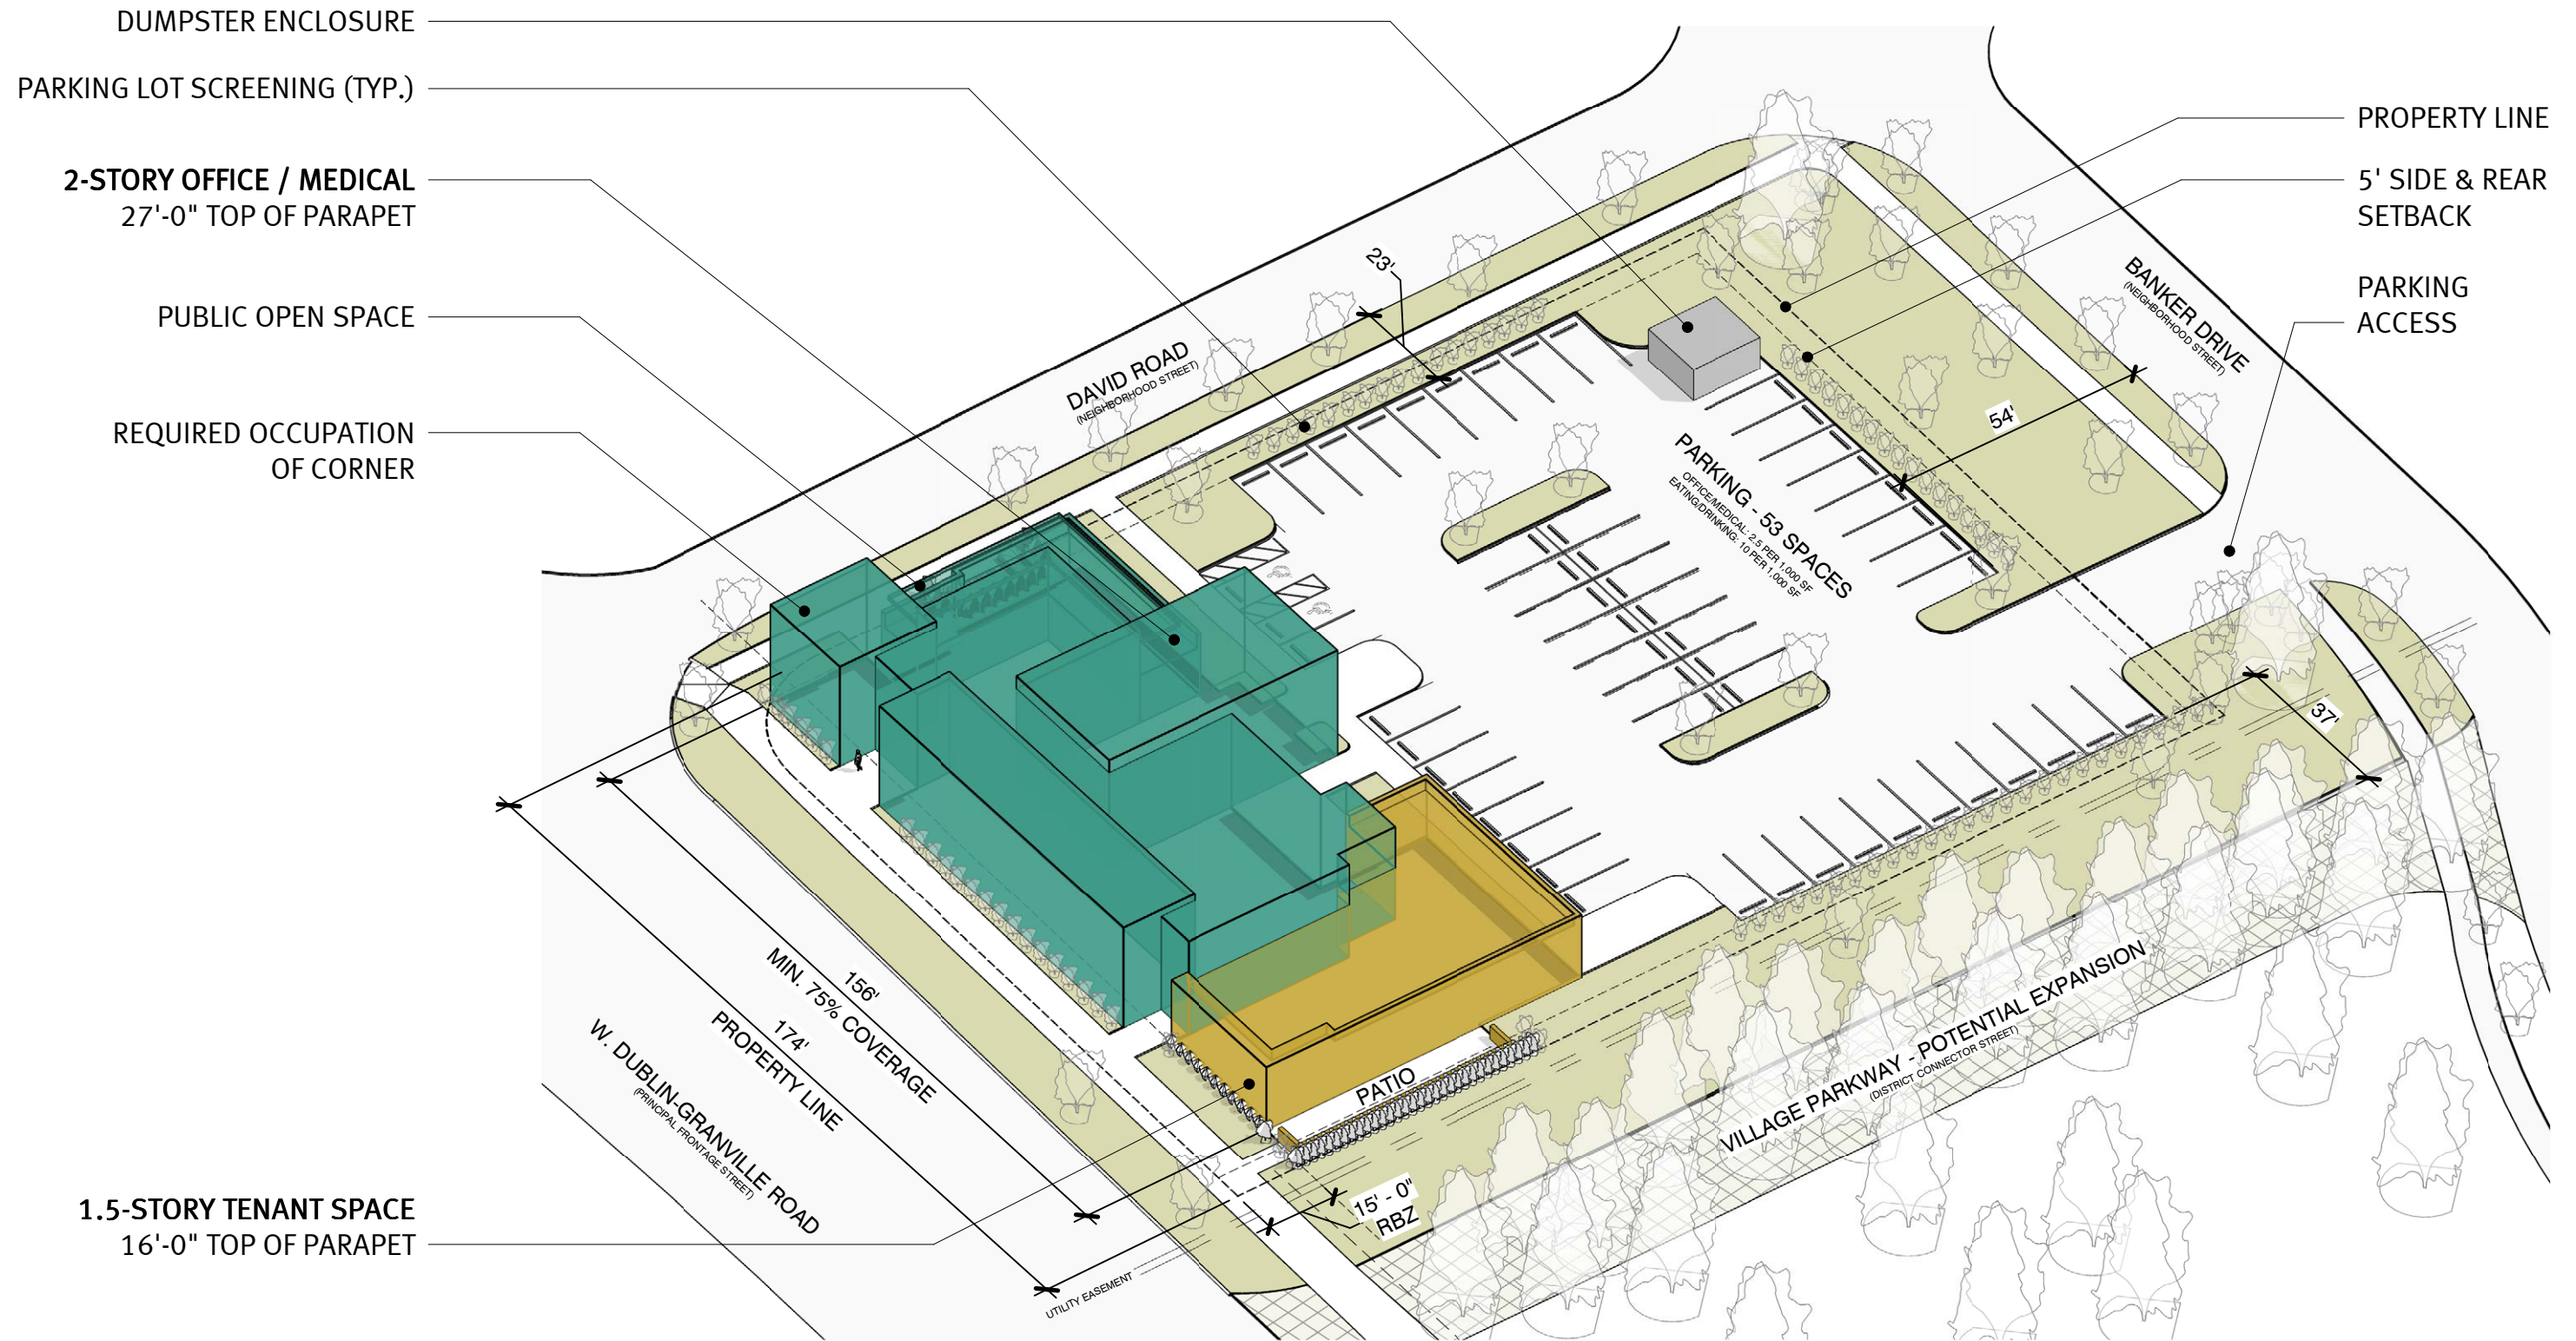 DUMPSTER ENCLOSURE
PARKING LOT SCREENING (TYP.)
2-STORY OFFICE / MEDICAL
27'-0" TOP OF PARAPET
PUBLIC OPEN SPACE
REQUIRED OCCUPATION
OF CORNER
1.5-STORY TENANT SPACE
16'-0" TOP OF PARAPET
PROPERTY LINE
5' SIDE & REAR
SETBACK
PARKING
ACCESS
23'
DAVID ROAD
(NEIGHBORHOOD STREET)
BANKER DRIVE
(NEIGHBORHOOD STREET)
54'
PARKING - 53 SPACES
OFFICE/MEDICAL: 2.5 PER 1,000 SF
EATING/DRINKING: 10 PER 1,000 SF
37'
156'
MIN. 75% COVERAGE
174'
PROPERTY LINE
W. DUBLIN-GRANVILLE ROAD
(PRINCIPAL FRONTAGE STREET)
PATIO
VILLAGE PARKWAY - POTENTIAL EXPANSION
(DISTRICT CONNECTOR STREET)
15' - 0"
RBZ
UTILITY EASEMENT